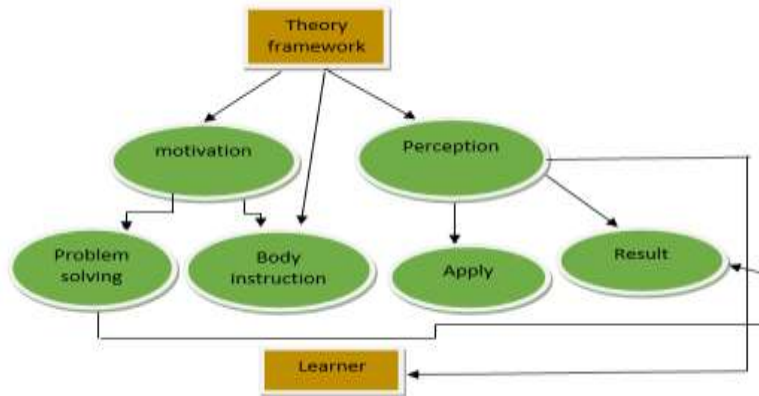 Theory
framework
motivation
Perception
Problem
solving
Body
instruction
Apply
Result
Learner